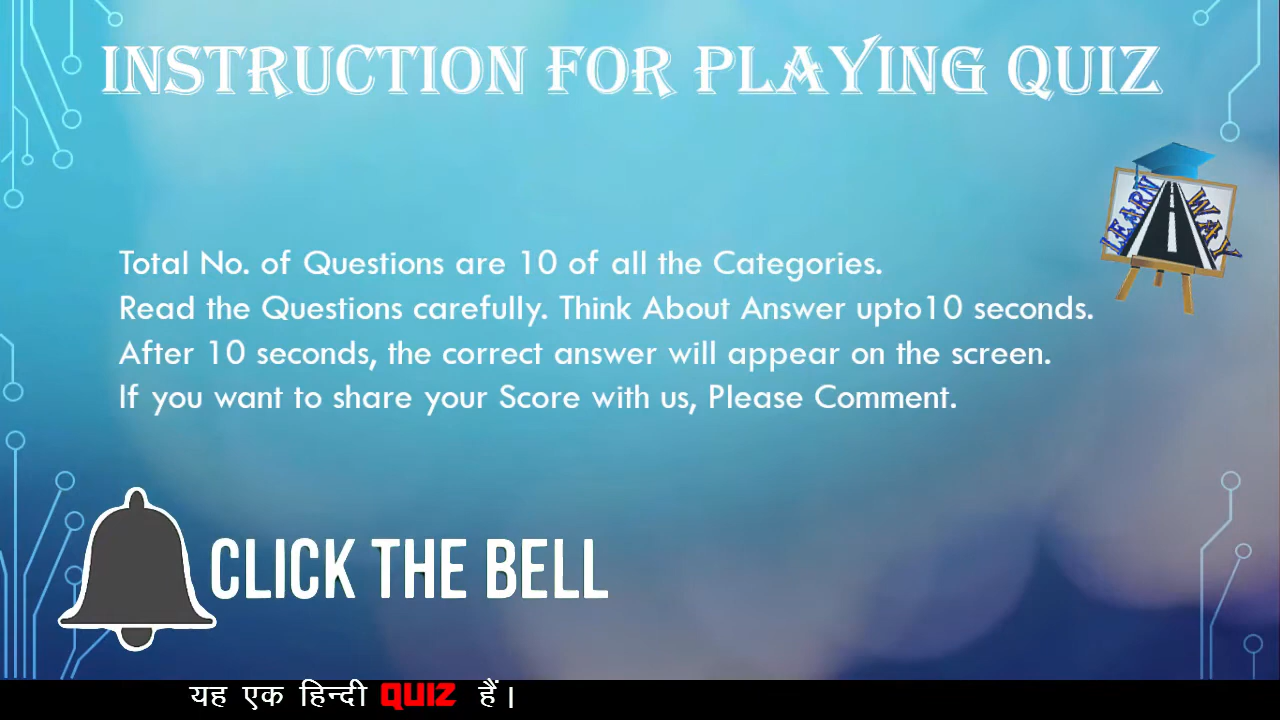 INSTRUCTION FOR PLAYING QUIZ
LEARN WAY
Total No. of Questions are 10 of all the Categories.
Read the Questions carefully. Think About Answer upto10 seconds.
After 10 seconds, the correct answer will appear on the screen.
If you want to share your Score with us, Please Comment.
CLICK THE BELL
यह एक हिन्दी QUIZ हैं।